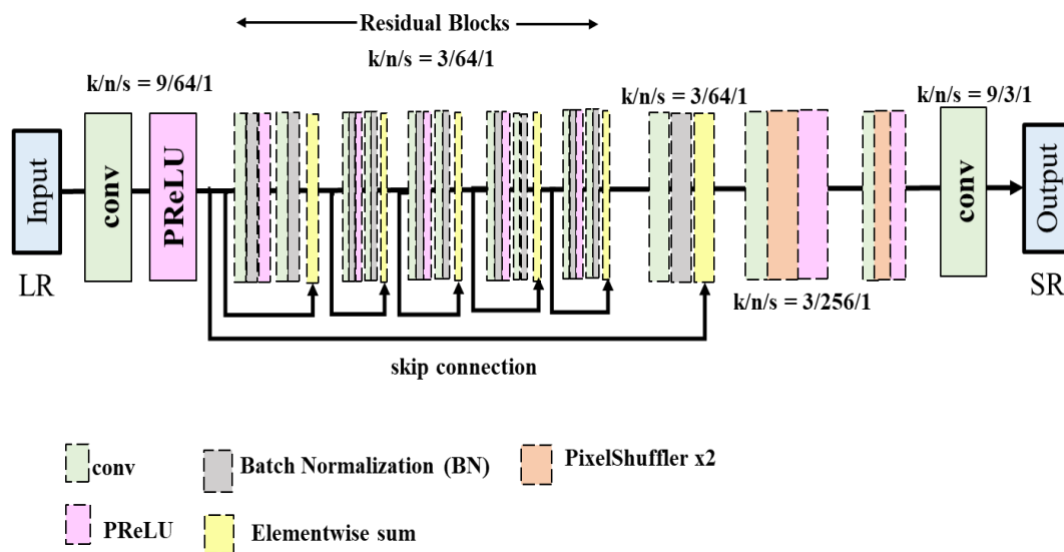 Residual Blocks
k/n/s = 3/64/1
k/n/s = 9/64/1
k/n/s = 3/64/1
k/n/s = 9/3/1
Input
conv
PReLU
conv
Output
LR
SR
k/n/s = 3/256/1
skip connection
conv
Batch Normalization (BN)
PixelShuffler x2
PReLU
Elementwise sum